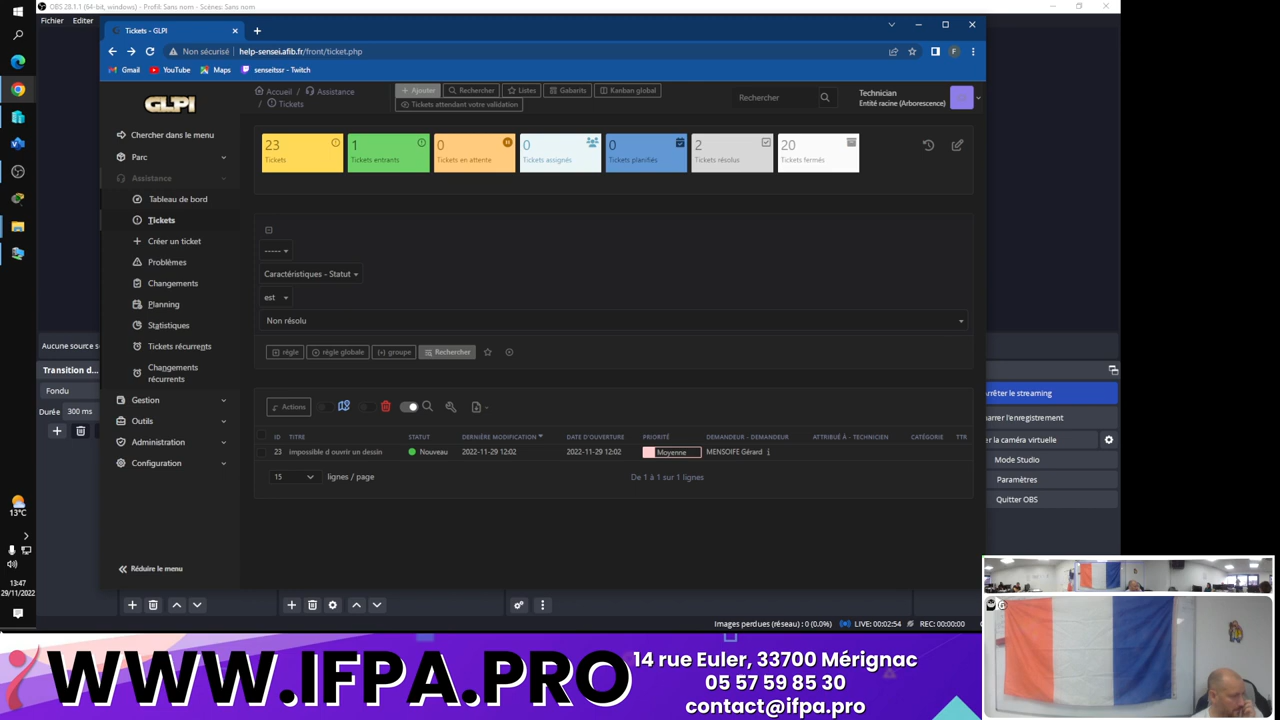 OBS 28.1.1 (64-bit, windows) - Profil: Sans nom - Scènes: Sans nom
Fichier Editer
Tickets - GLPI
Non sécurisé help-sensei.afib.fr/front/ticket.php
Gmail YouTube Maps senseitssr - Twitch
GLPI
Accueil / Assistance
/ Tickets
Ajouter Rechercher Listes Gabarits Kanban global
Tickets attendant votre validation
Rechercher
Technician
Entité racine (Arborescence)
Chercher dans le menu
Parc
Assistance
Tableau de bord
Tickets
Créer un ticket
Problèmes
Changements
Planning
Statistiques
Tickets récurrents
Changements
récurrents
Gestion
Outils
Administration
Configuration
Réduire le menu
23 1 0 0 0 2 20
Tickets Tickets entrants Tickets en attente Tickets assignés Tickets planifiés Tickets résolus Tickets fermés
-----
Caractéristiques - Statut
est
Non résolu
règle règle globale (+) groupe Rechercher
Actions
ID TITRE STATUT DERNIÈRE MODIFICATION DATE D'OUVERTURE PRIORITÉ DEMANDEUR - DEMANDEUR ATTRIBUÉ À - TECHNICIEN CATÉGORIE TTR
23 impossible d ouvrir un dessin Nouveau 2022-11-29 12:02 2022-11-29 12:02 Moyenne MENSOIFE Gérard
15 lignes / page De 1 à 1 sur 1 lignes
Aucune source s
Transition d...
Fondu
Durée 300 ms
Arrêter le streaming
arrer l'enregistrement
er la caméra virtuelle
Mode Studio
Paramètres
Quitter OBS
13°C
13:47
29/11/2022
Images perdues (réseau) : 0 (0.0%) LIVE: 00:02:54 REC: 00:00:00
WWW.IFPA.PRO
14 rue Euler, 33700 Mérignac
05 57 59 85 30
contact@ifpa.pro